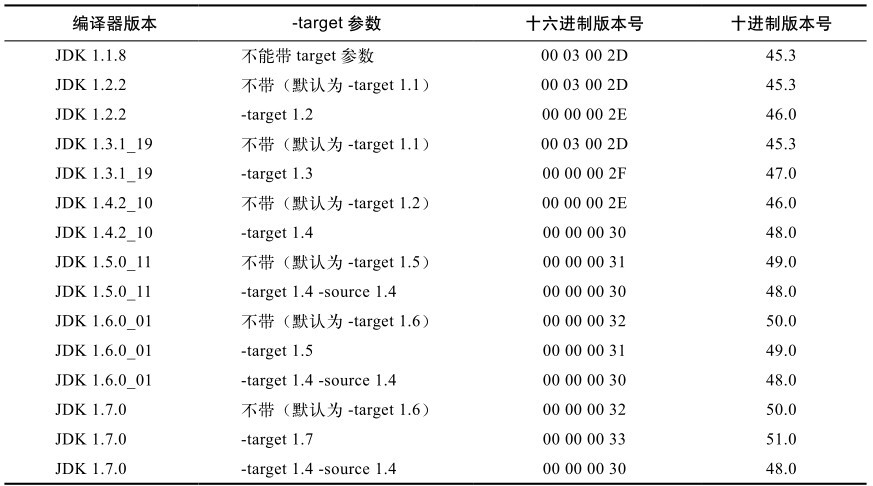 编译器版本 -target 参数 十六进制版本号 十进制版本号
JDK 1.1.8 不能带 target 参数 00 03 00 2D 45.3
JDK 1.2.2 不带（默认为 -target 1.1） 00 03 00 2D 45.3
JDK 1.2.2 -target 1.2 00 00 00 2E 46.0
JDK 1.3.1_19 不带（默认为 -target 1.1） 00 03 00 2D 45.3
JDK 1.3.1_19 -target 1.3 00 00 00 2F 47.0
JDK 1.4.2_10 不带（默认为 -target 1.2） 00 00 00 2E 46.0
JDK 1.4.2_10 -target 1.4 00 00 00 30 48.0
JDK 1.5.0_11 不带（默认为 -target 1.5） 00 00 00 31 49.0
JDK 1.5.0_11 -target 1.4 -source 1.4 00 00 00 30 48.0
JDK 1.6.0_01 不带（默认为 -target 1.6） 00 00 00 32 50.0
JDK 1.6.0_01 -target 1.5 00 00 00 31 49.0
JDK 1.6.0_01 -target 1.4 -source 1.4 00 00 00 30 48.0
JDK 1.7.0 不带（默认为 -target 1.6） 00 00 00 32 50.0
JDK 1.7.0 -target 1.7 00 00 00 33 51.0
JDK 1.7.0 -target 1.4 -source 1.4 00 00 00 30 48.0